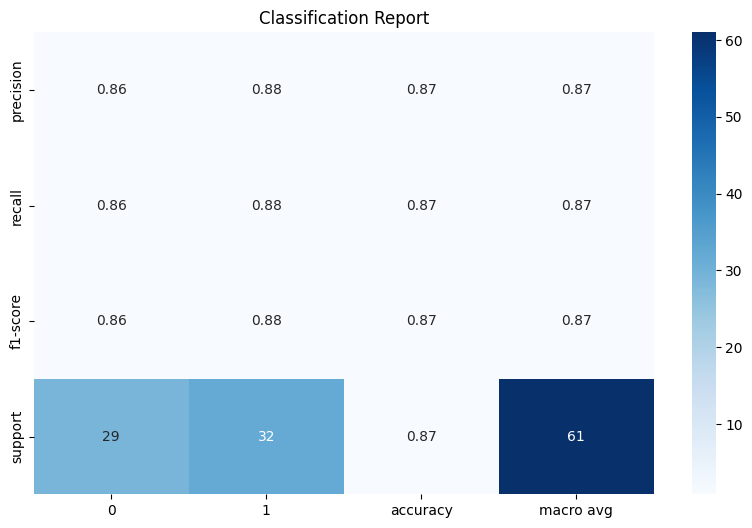 Classification Report
precision 0.86 0.88 0.87 0.87
recall 0.86 0.88 0.87 0.87
f1-score 0.86 0.88 0.87 0.87
support 29 32 0.87 61
0 1 accuracy macro avg
60
50
40
30
20
10